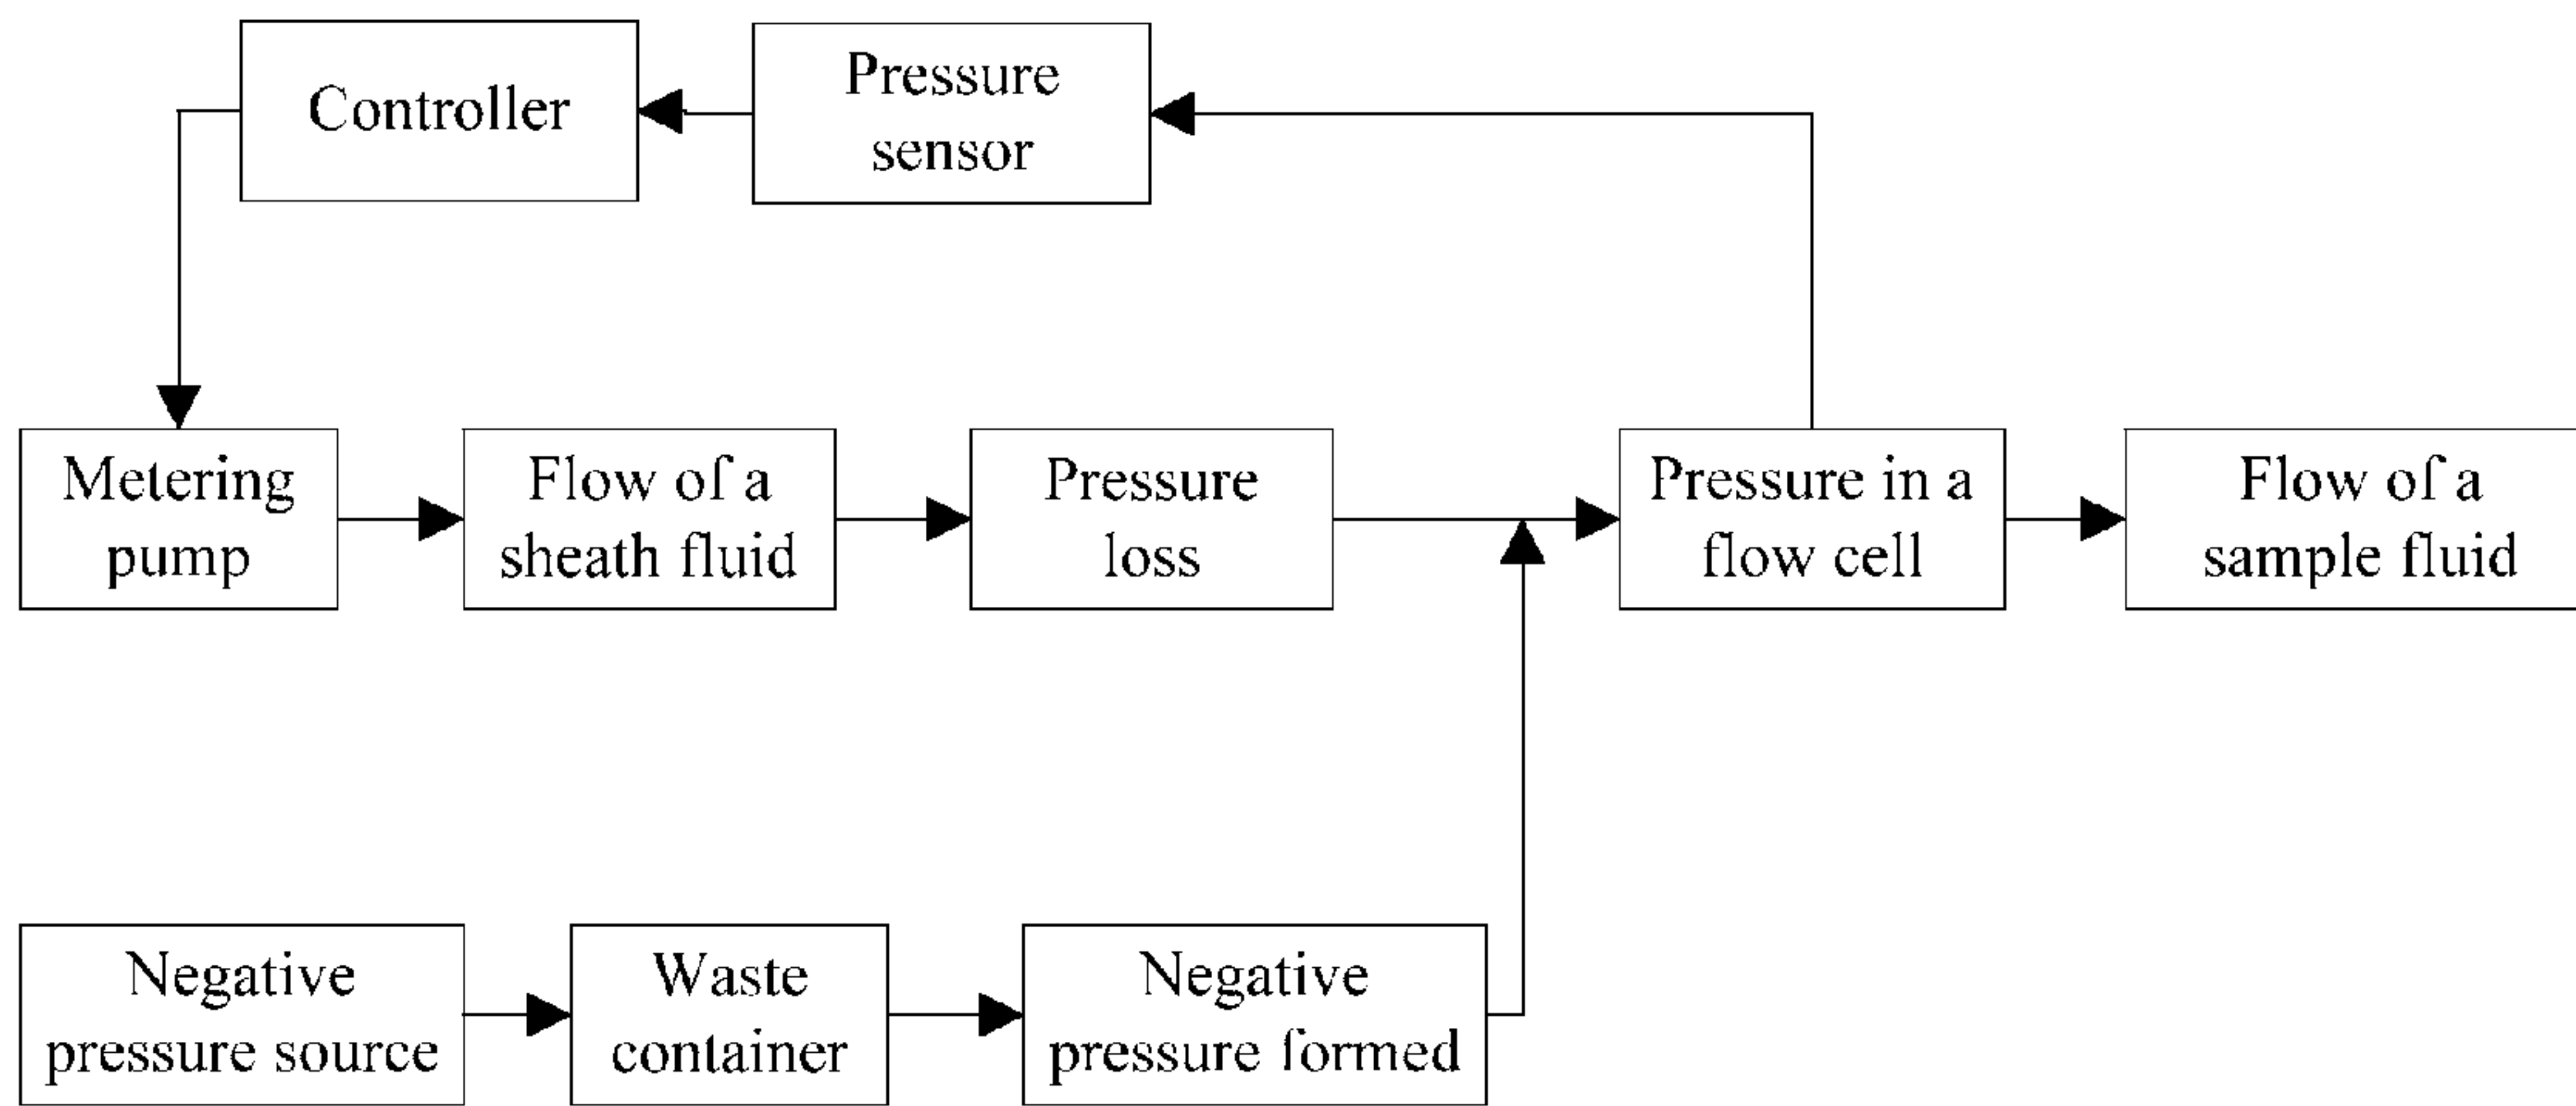 Controller
Pressure
sensor
Metering
pump
Flow of a
sheath fluid
Pressure
loss
Pressure in a
flow cell
Flow of a
sample fluid
Negative
pressure source
Waste
container
Negative
pressure formed